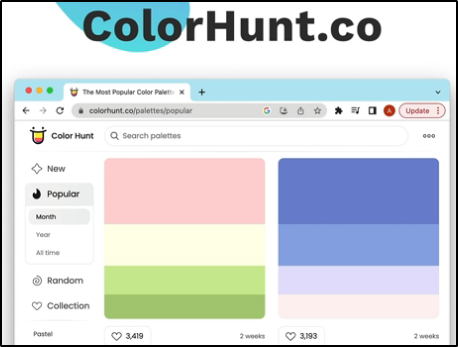 ColorHunt.co
The Most Popular Color Palett
colorhunt.co/palettes/popular
A
Update
Color Hunt
Search palettes
New
Popular
Month
Year
All time
Random
Collection
Pastel
3,419
2 weeks
3,193
2 weeks